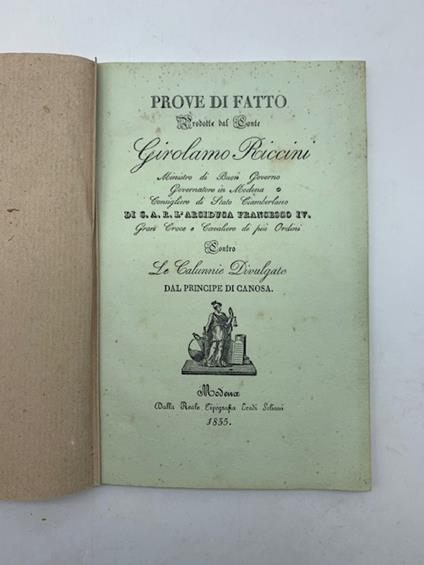 PROVE DI FATTO
Prodotte dal Conte
Girolamo Riccini
Ministro di Buon Governo
Governatore in Modena e
Consigliere di Stato Ciamberlano
DI S. A. R. L'ARCIDUCA FRANCESCO IV.
Gran Croce e Cavaliere di più Ordini
Contro
Le Calunnie Divulgate
DAL PRINCIPE DI CANOSA.
Modena
Dalla Reale Tipografia Eredi Soliani
1835.